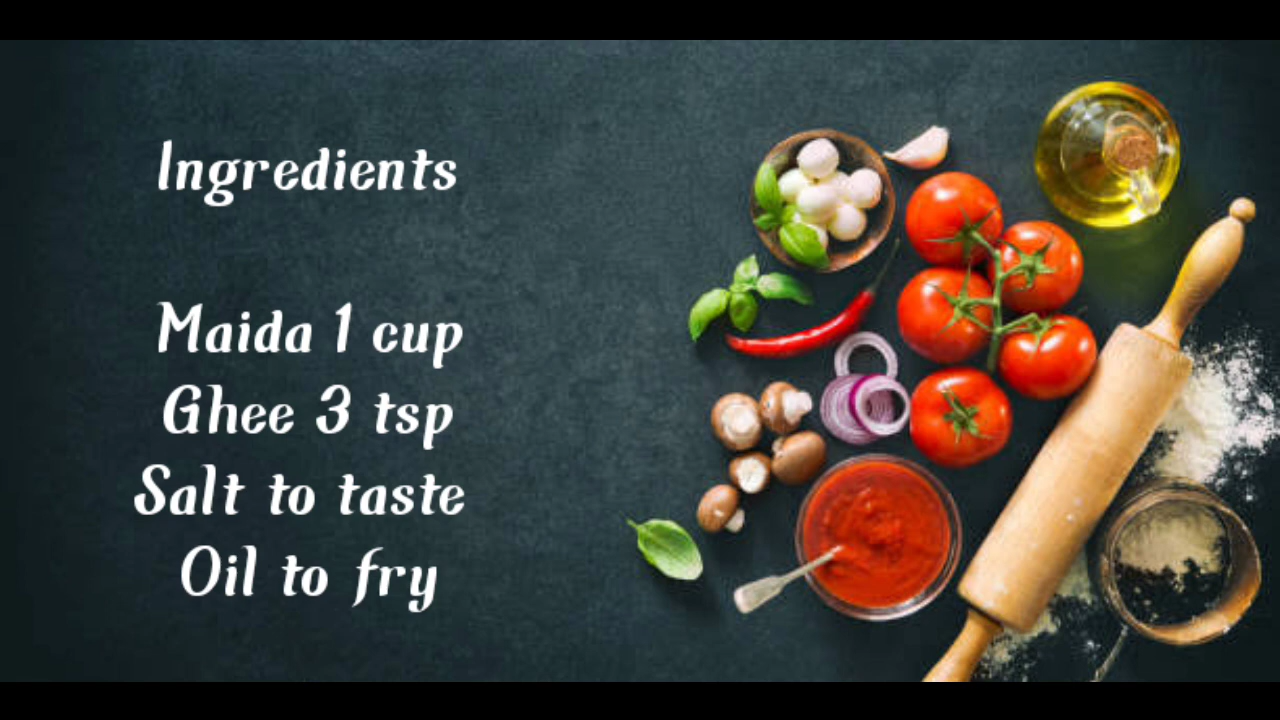 Ingredients
Maida 1 cup
Ghee 3 tsp
Salt to taste
Oil to fry